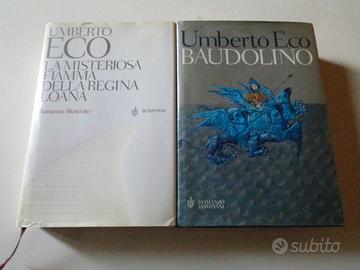 UMBERTO
ECO
LA MISTERIOSA
FIAMMA
DELLA REGINA
LOANA
Romanzo illustrato
BOMPIANI
Umberto Eco
BAUDOLINO
ROMANZO
BOMPIANI
subito